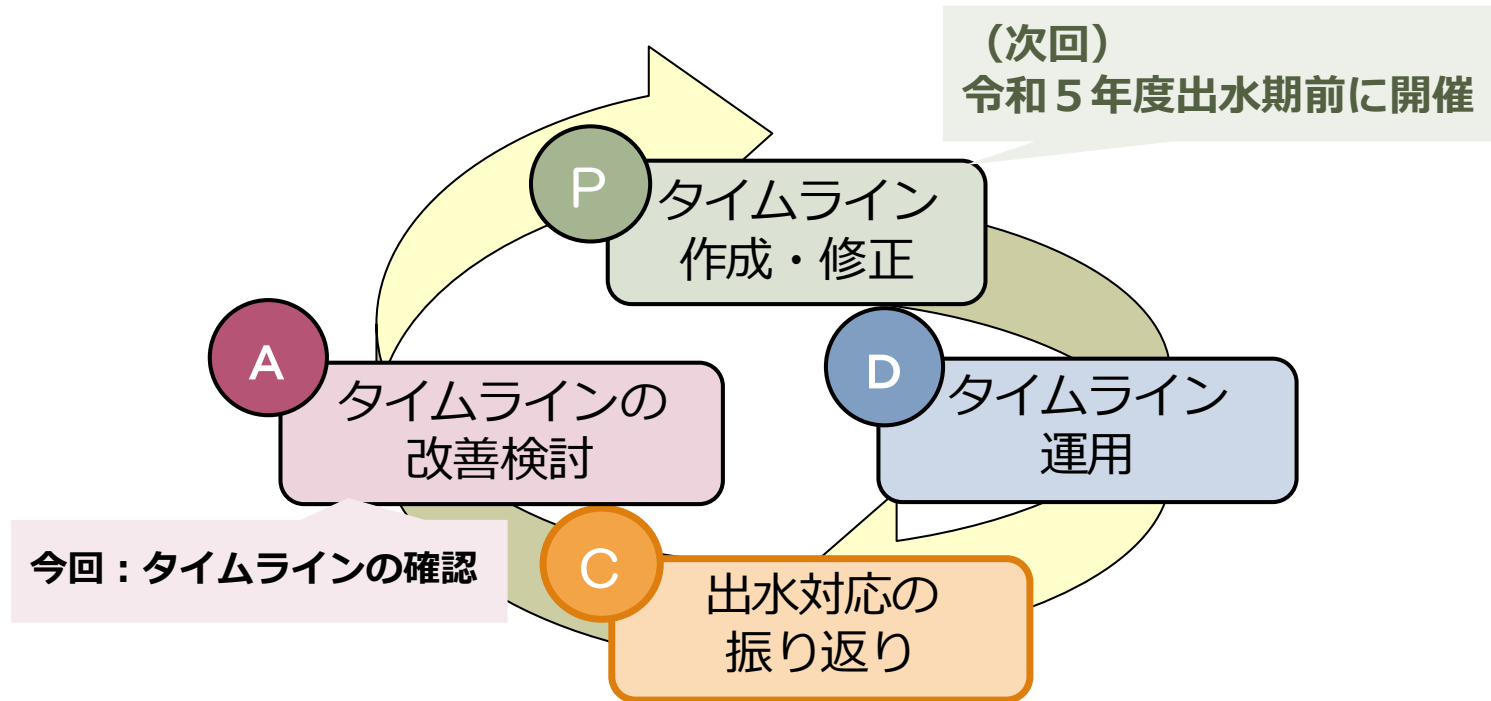 （次回）
令和５年度出水期前に開催
P
タイムライン
作成・修正
D
タイムライン
運用
C
出水対応の
振り返り
A
タイムラインの
改善検討
今回：タイムラインの確認